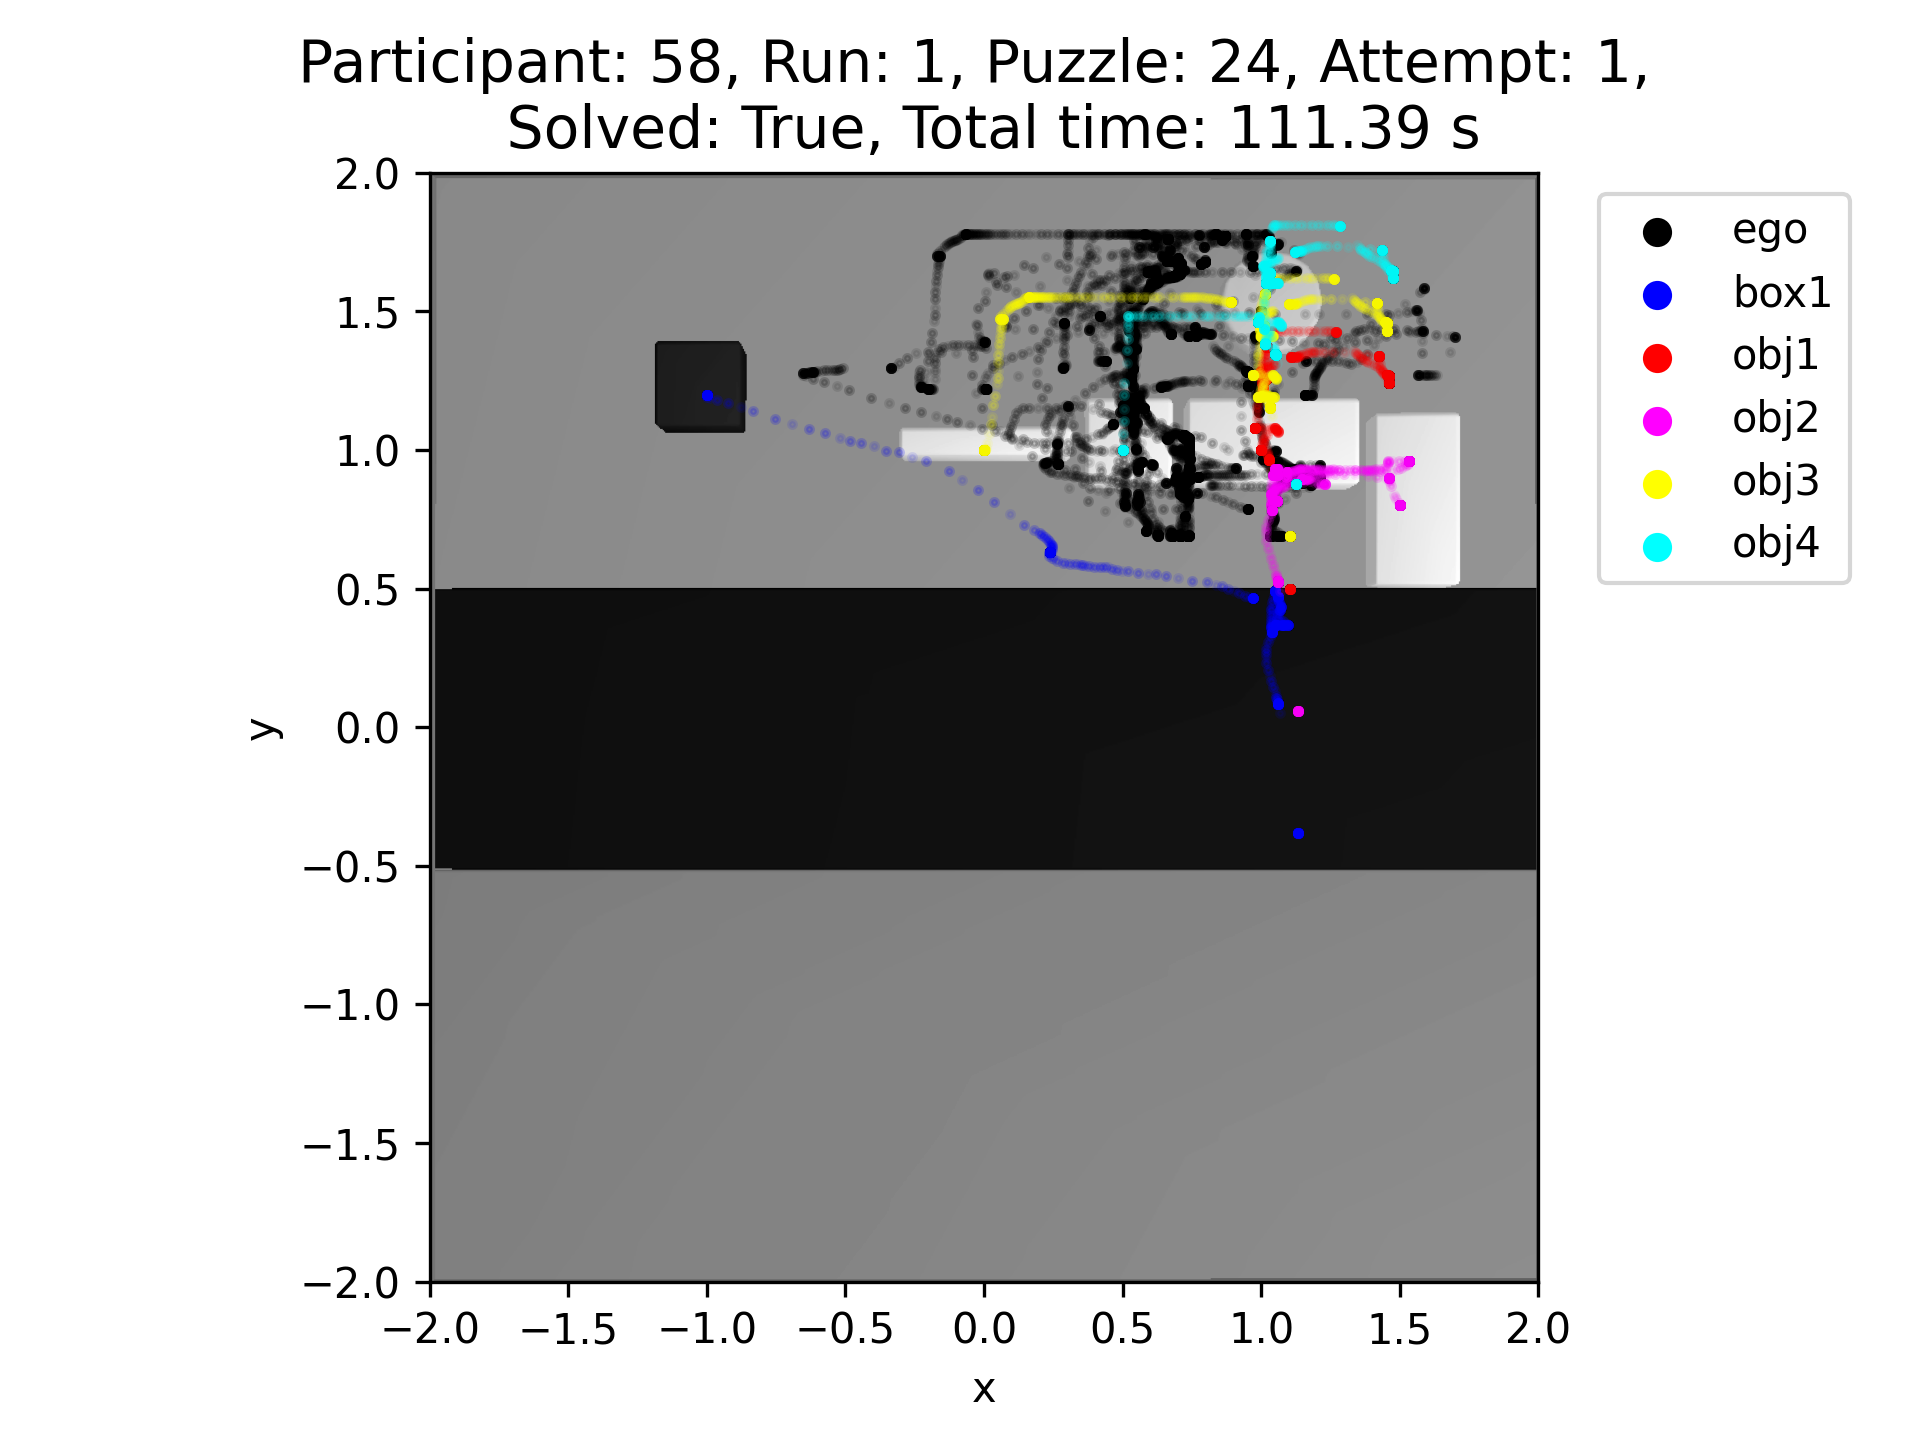 Participant: 58, Run: 1, Puzzle: 24, Attempt: 1,
Solved: True, Total time: 111.39 s
2.0
1.5
1.0
0.5
0.0
−0.5
−1.0
−1.5
−2.0
y
−2.0 −1.5 −1.0 −0.5 0.0 0.5 1.0 1.5 2.0
x
ego
box1
obj1
obj2
obj3
obj4